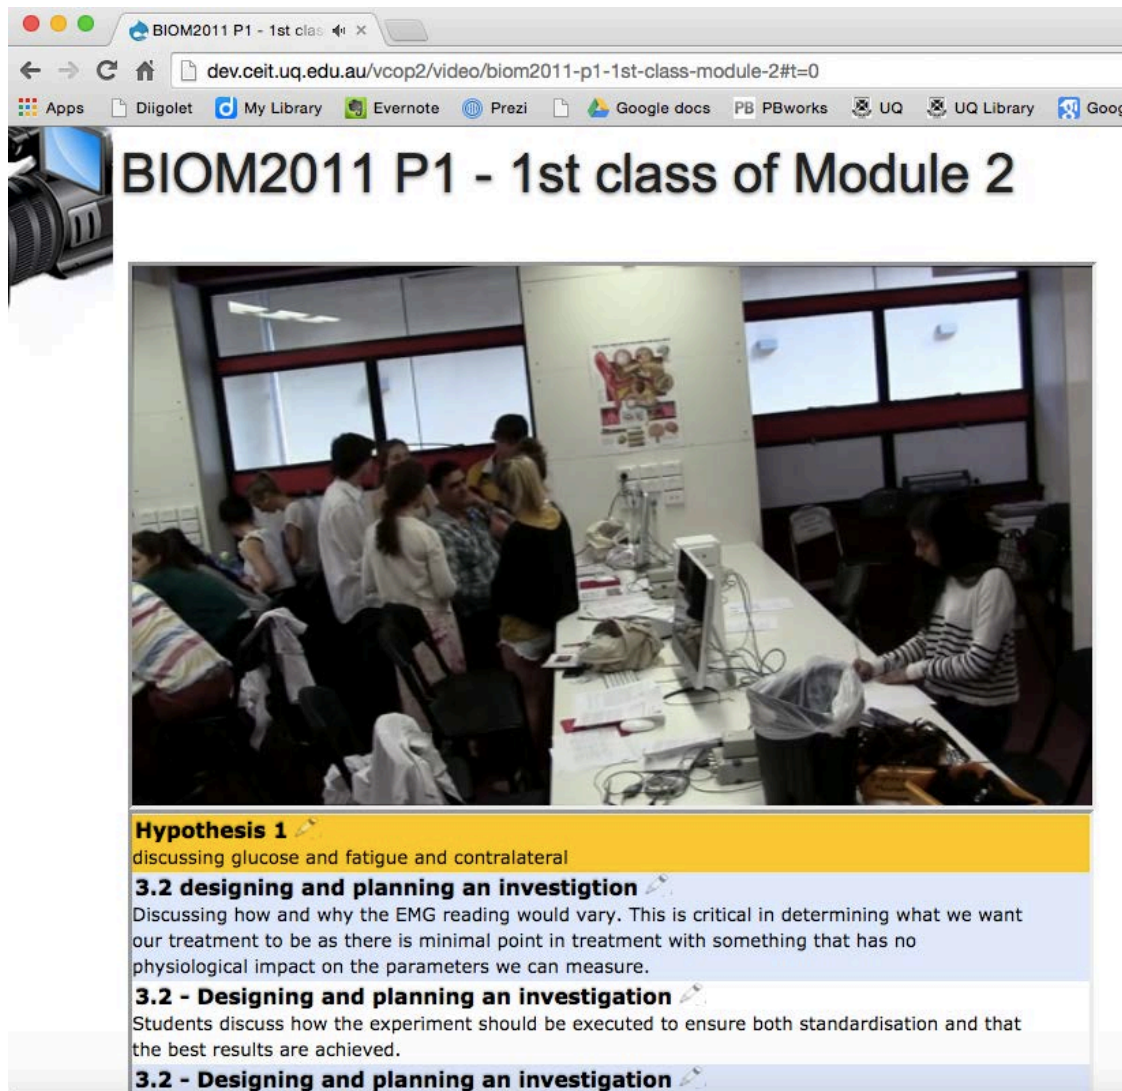 BIOM2011 P1 - 1st clas
dev.ceit.uq.edu.au/vcop2/video/biom2011-p1-1st-class-module-2#t=0
Apps Diigolet My Library Evernote Prezi Google docs PB PBworks UQ UQ Library Goog
BIOM2011 P1 - 1st class of Module 2
Hypothesis 1
discussing glucose and fatigue and contralateral
3.2 designing and planning an investigtion
Discussing how and why the EMG reading would vary. This is critical in determining what we want
our treatment to be as there is minimal point in treatment with something that has no
physiological impact on the parameters we can measure.
3.2 - Designing and planning an investigation
Students discuss how the experiment should be executed to ensure both standardisation and that
the best results are achieved.
3.2 - Designing and planning an investigation